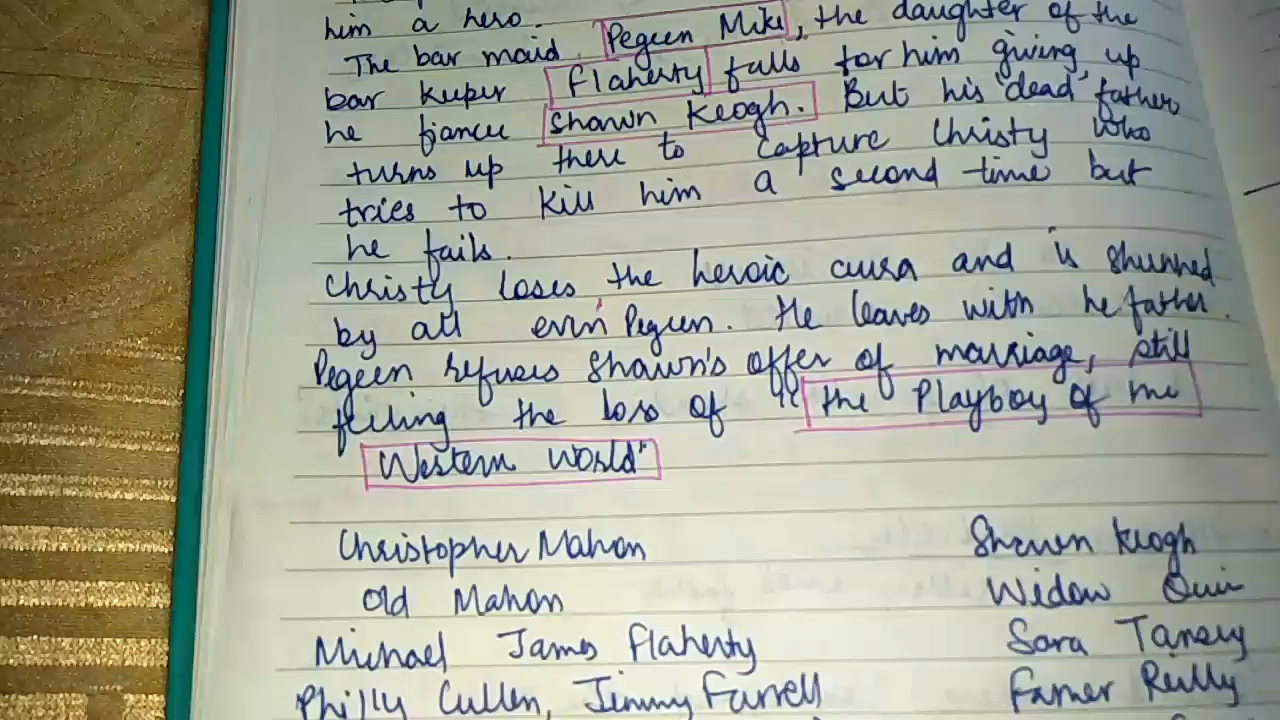 him a hero.
The bar maid Pegeen Mike, the daughter of the
bar keeper Flaherty falls for him giving up
he fiance Shawn Keogh. But his 'dead' father
turns up there to capture Christy who
tries to kill him a second time but
he fails.
Christy loses the heroic aura and is shunned
by all even Pegeen. He leaves with he father.
Pegeen refuses Shawn's offer of marriage, still
feeling the loss of "the Playboy of the
Western World"
Christopher Mahon Shawn Keogh
Old Mahon Widow Quin
Michael James Flaherty Sara Tansey
Philly Cullen, Jimmy Farrell Farmer Reilly